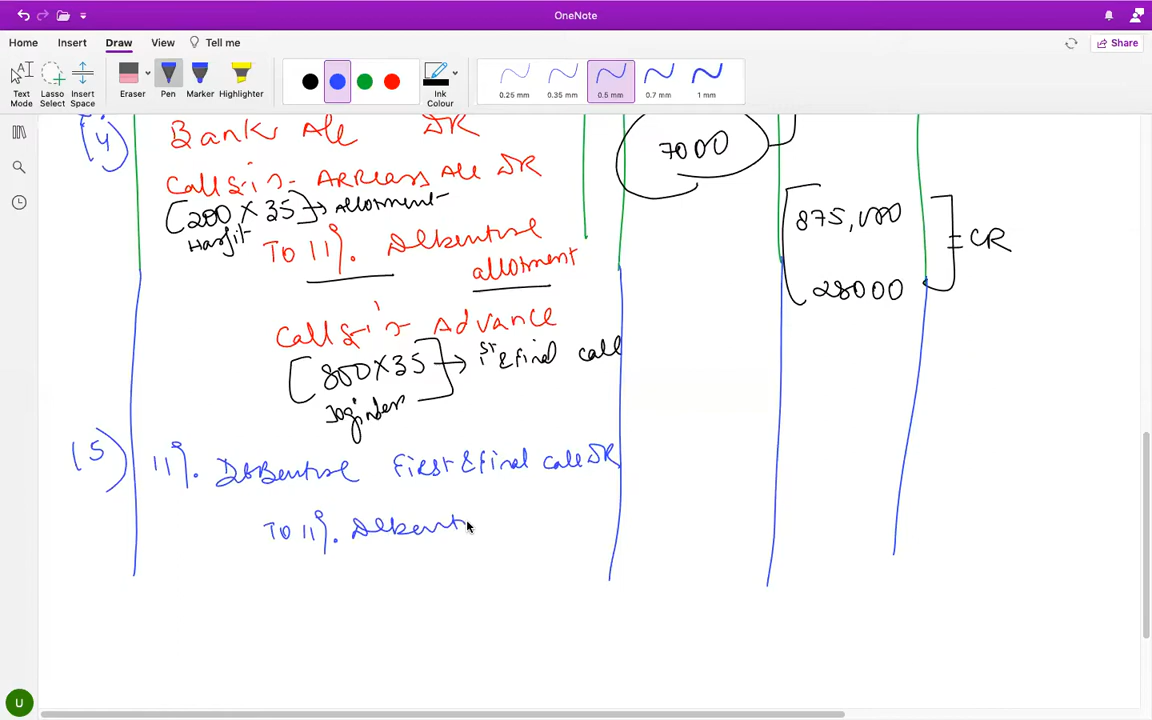 OneNote
Home Insert Draw View Tell me Share
Text Mode Lasso Select Insert Space Eraser Pen Marker Highlighter Ink Colour 0.25 mm 0.35 mm 0.5 mm 0.7 mm 1 mm
(4) Bank A/c DR 7000
Calls-in-Arrears A/c DR
[200 X 35] → Allotment 875,000
Harjit
To 11%. Debenture = CR
allotment
28000
Calls-in-Advance
[800X35] → 1st & final call
Joginder
(5) 11%. Debenture First & final call DR
To 11%. Debent
U